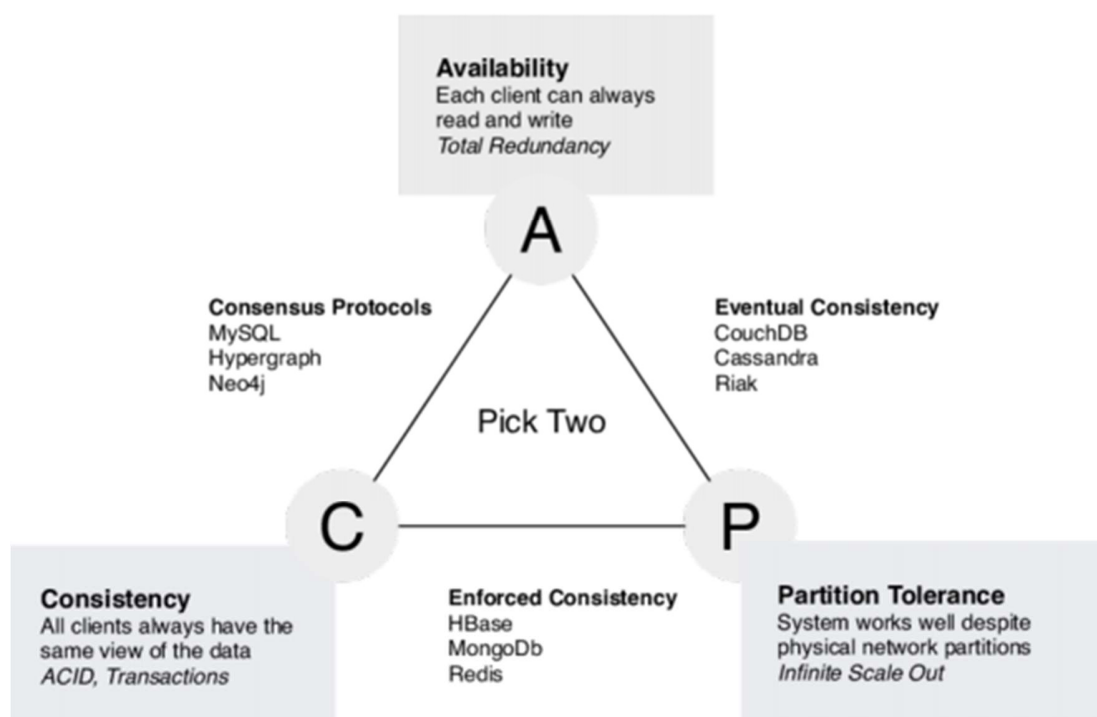 Availability
Each client can always
read and write
Total Redundancy
A
Consensus Protocols
MySQL
Hypergraph
Neo4j
Eventual Consistency
CouchDB
Cassandra
Riak
Pick Two
C
P
Consistency
All clients always have the
same view of the data
ACID, Transactions
Enforced Consistency
HBase
MongoDb
Redis
Partition Tolerance
System works well despite
physical network partitions
Infinite Scale Out